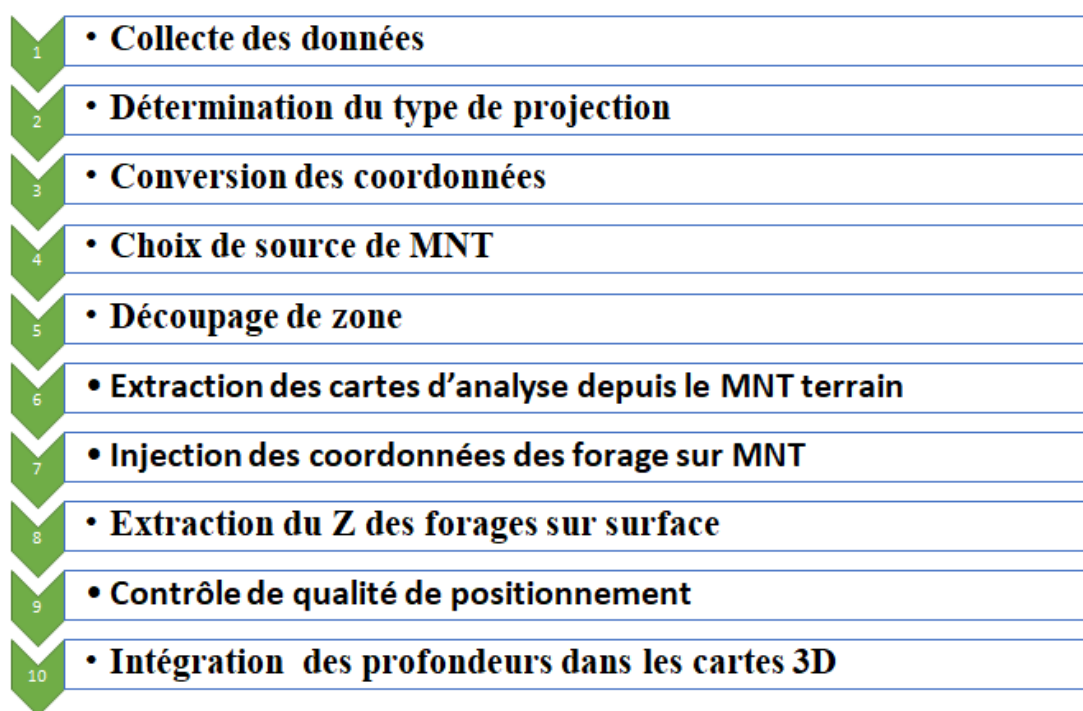 1 • Collecte des données
2 • Détermination du type de projection
3 • Conversion des coordonnées
4 • Choix de source de MNT
5 • Découpage de zone
6 • Extraction des cartes d’analyse depuis le MNT terrain
7 • Injection des coordonnées des forage sur MNT
8 • Extraction du Z des forages sur surface
9 • Contrôle de qualité de positionnement
10 • Intégration des profondeurs dans les cartes 3D